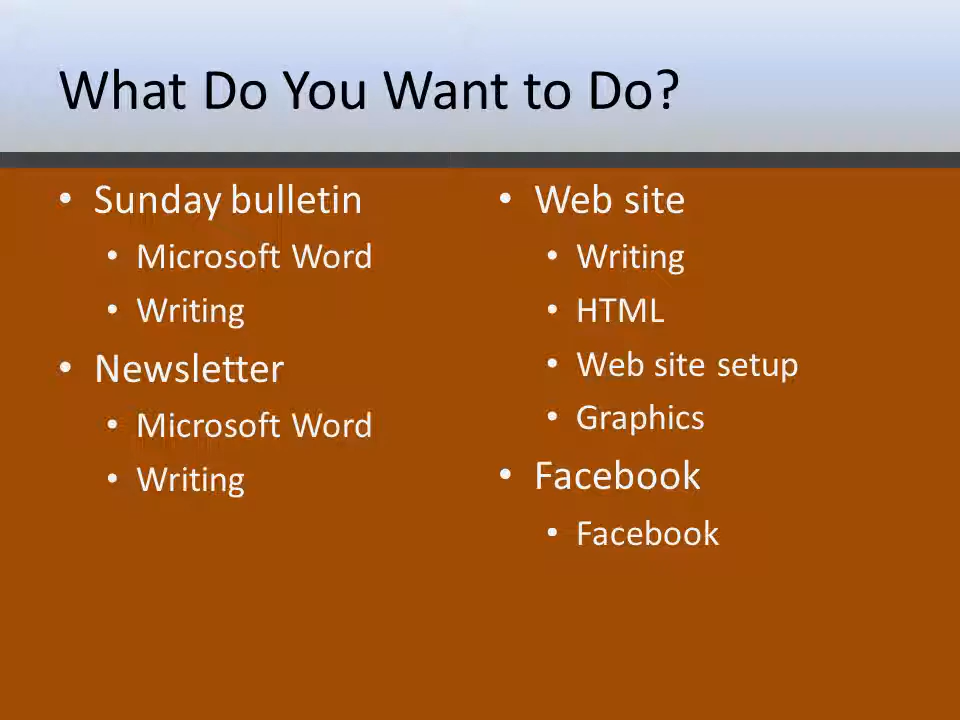 What Do You Want to Do?
• Sunday bulletin
• Microsoft Word
• Writing
• Newsletter
• Microsoft Word
• Writing
• Web site
• Writing
• HTML
• Web site setup
• Graphics
• Facebook
• Facebook